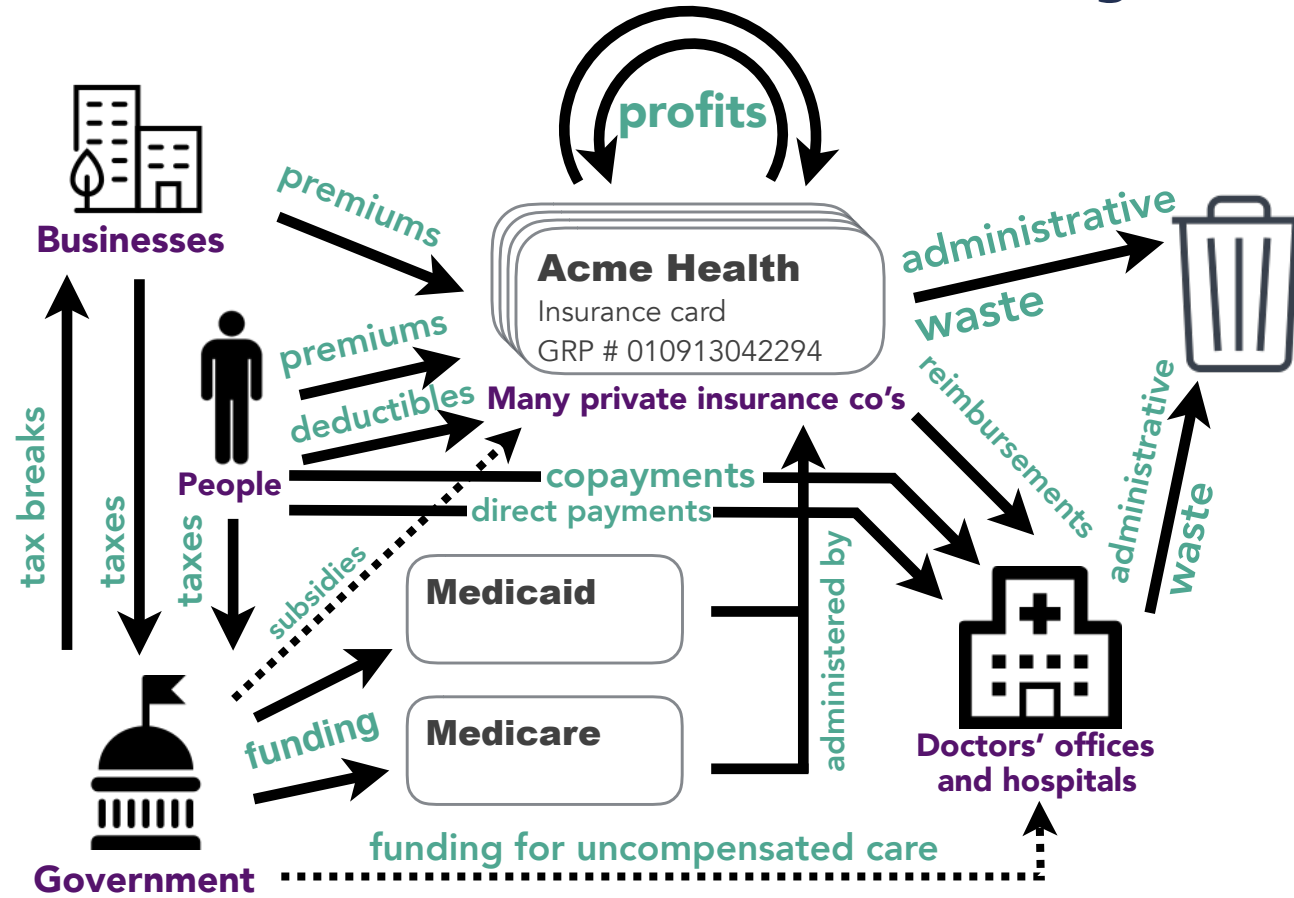 profits
premiums
Businesses
administrative
waste
Acme Health
Insurance card
GRP # 010913042294
premiums
deductibles
Many private insurance co's
reimbursements
administrative
waste
tax breaks
taxes
People
taxes
copayments
direct payments
subsidies
administered by
Medicaid
Medicare
funding
Doctors' offices
and hospitals
funding for uncompensated care
Government